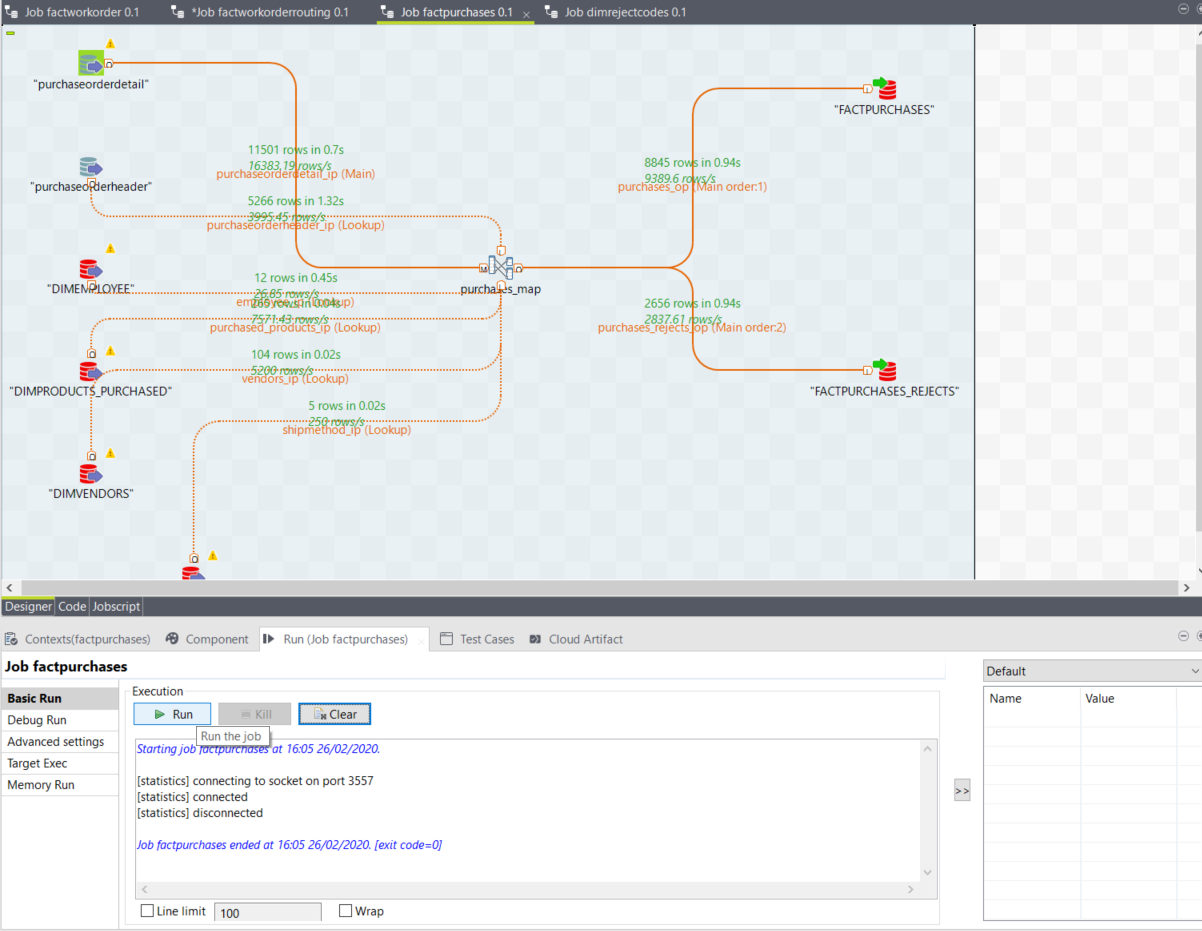 Job factworkorder 0.1
*Job factworkorderrouting 0.1
Job factpurchases 0.1
Job dimrejectcodes 0.1
"purchaseorderdetail"
"FACTPURCHASES"
11501 rows in 0.7s
16383.19 rows/s
purchaseorderdetail_ip (Main)
8845 rows in 0.94s
9389.6 rows/s
purchases_op (Main order:1)
"purchaseorderheader"
5266 rows in 1.32s
3995.45 rows/s
purchaseorderheader_ip (Lookup)
"DIMEMPLOYEE"
12 rows in 0.45s
26.85 rows/s
purchases_map
265 rows in 0.04s
7571.43 rows/s
purchased_products_ip (Lookup)
2656 rows in 0.94s
2837.61 rows/s
purchases_rejects_op (Main order:2)
104 rows in 0.02s
5200 rows/s
vendors_ip (Lookup)
"DIMPRODUCTS_PURCHASED"
"FACTPURCHASES_REJECTS"
5 rows in 0.02s
250 rows/s
shipmethod_ip (Lookup)
"DIMVENDORS"
Designer
Code
Jobscript
Contexts(factpurchases)
Component
Run (Job factpurchases)
Test Cases
Cloud Artifact
Job factpurchases
Default
Basic Run
Debug Run
Advanced settings
Target Exec
Memory Run
Execution
Run
Kill
Clear
Run the job
Name
Value
Starting job factpurchases at 16:05 26/02/2020.
[statistics] connecting to socket on port 3557
[statistics] connected
[statistics] disconnected
Job factpurchases ended at 16:05 26/02/2020. [exit code=0]
>>
Line limit
100
Wrap